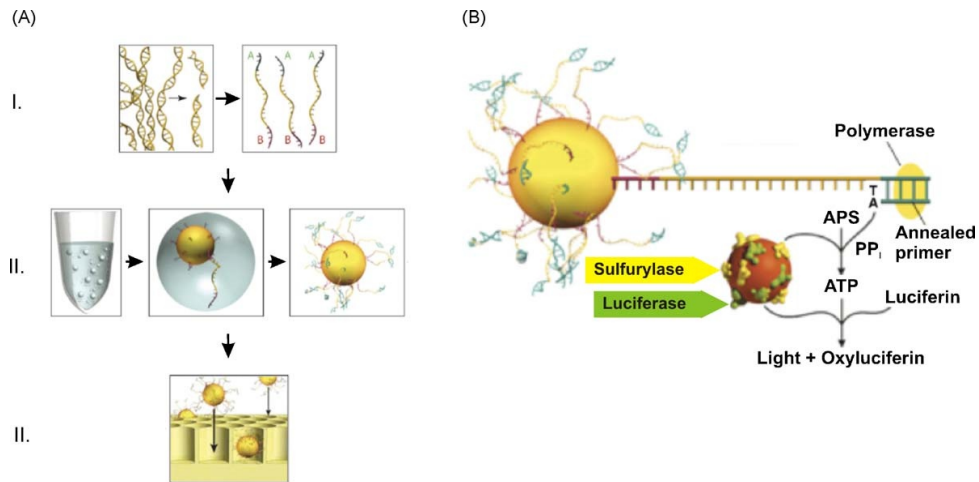 (A)
I.
A A A
B B B
II.
II.
(B)
Polymerase
T
A
Annealed
primer
APS
PPi
Sulfurylase
Luciferase
ATP
Luciferin
Light + Oxyluciferin